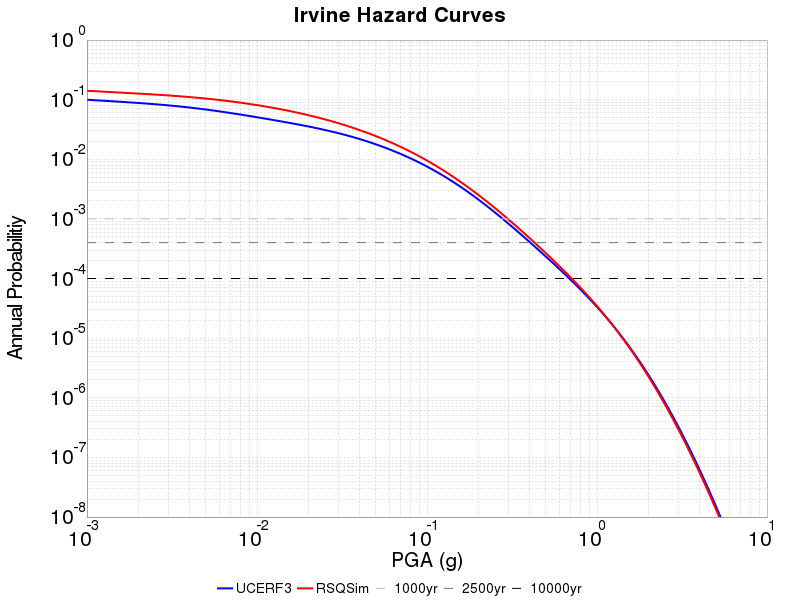 Irvine Hazard Curves
10^0
10^-1
10^-2
10^-3
10^-4
10^-5
10^-6
10^-7
10^-8
Annual Probability
10^-3 10^-2 10^-1 10^0 10^1
PGA (g)
UCERF3 RSQSim 1000yr 2500yr 10000yr